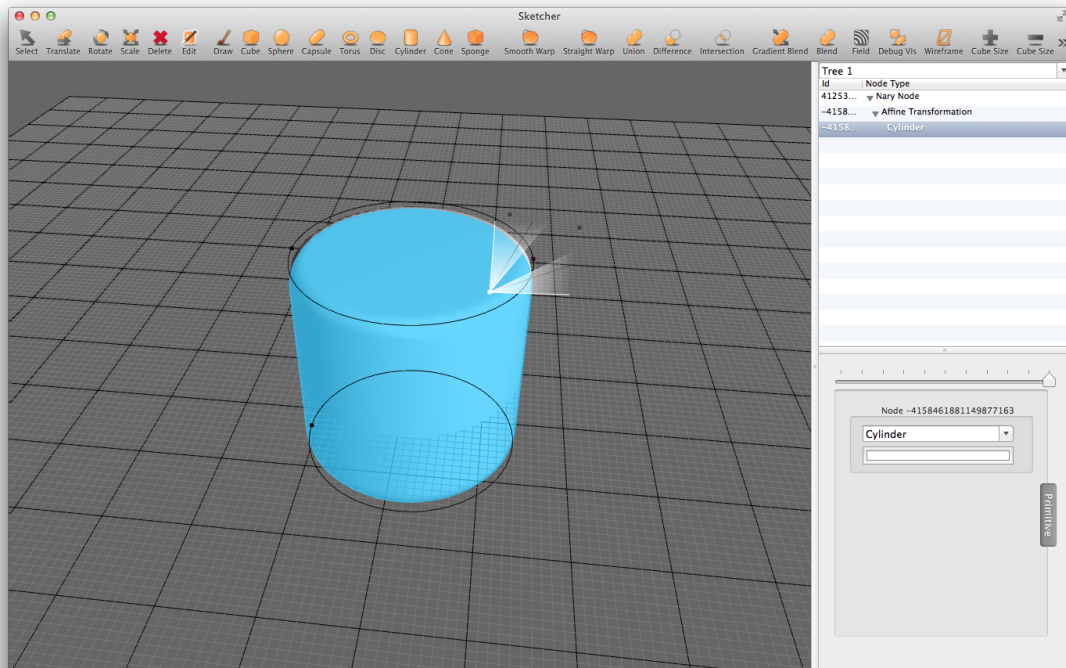 Sketcher
Select Translate Rotate Scale Delete Edit Draw Cube Sphere Capsule Torus Disc Cylinder Cone Sponge Smooth Warp Straight Warp Union Difference Intersection Gradient Blend Blend Field Debug Vis Wireframe Cube Size Cube Size
Tree 1
Id Node Type
41253... Nary Node
-4158... Affine Transformation
-4158... Cylinder
Node -4158461881149877163
Cylinder
Primitive